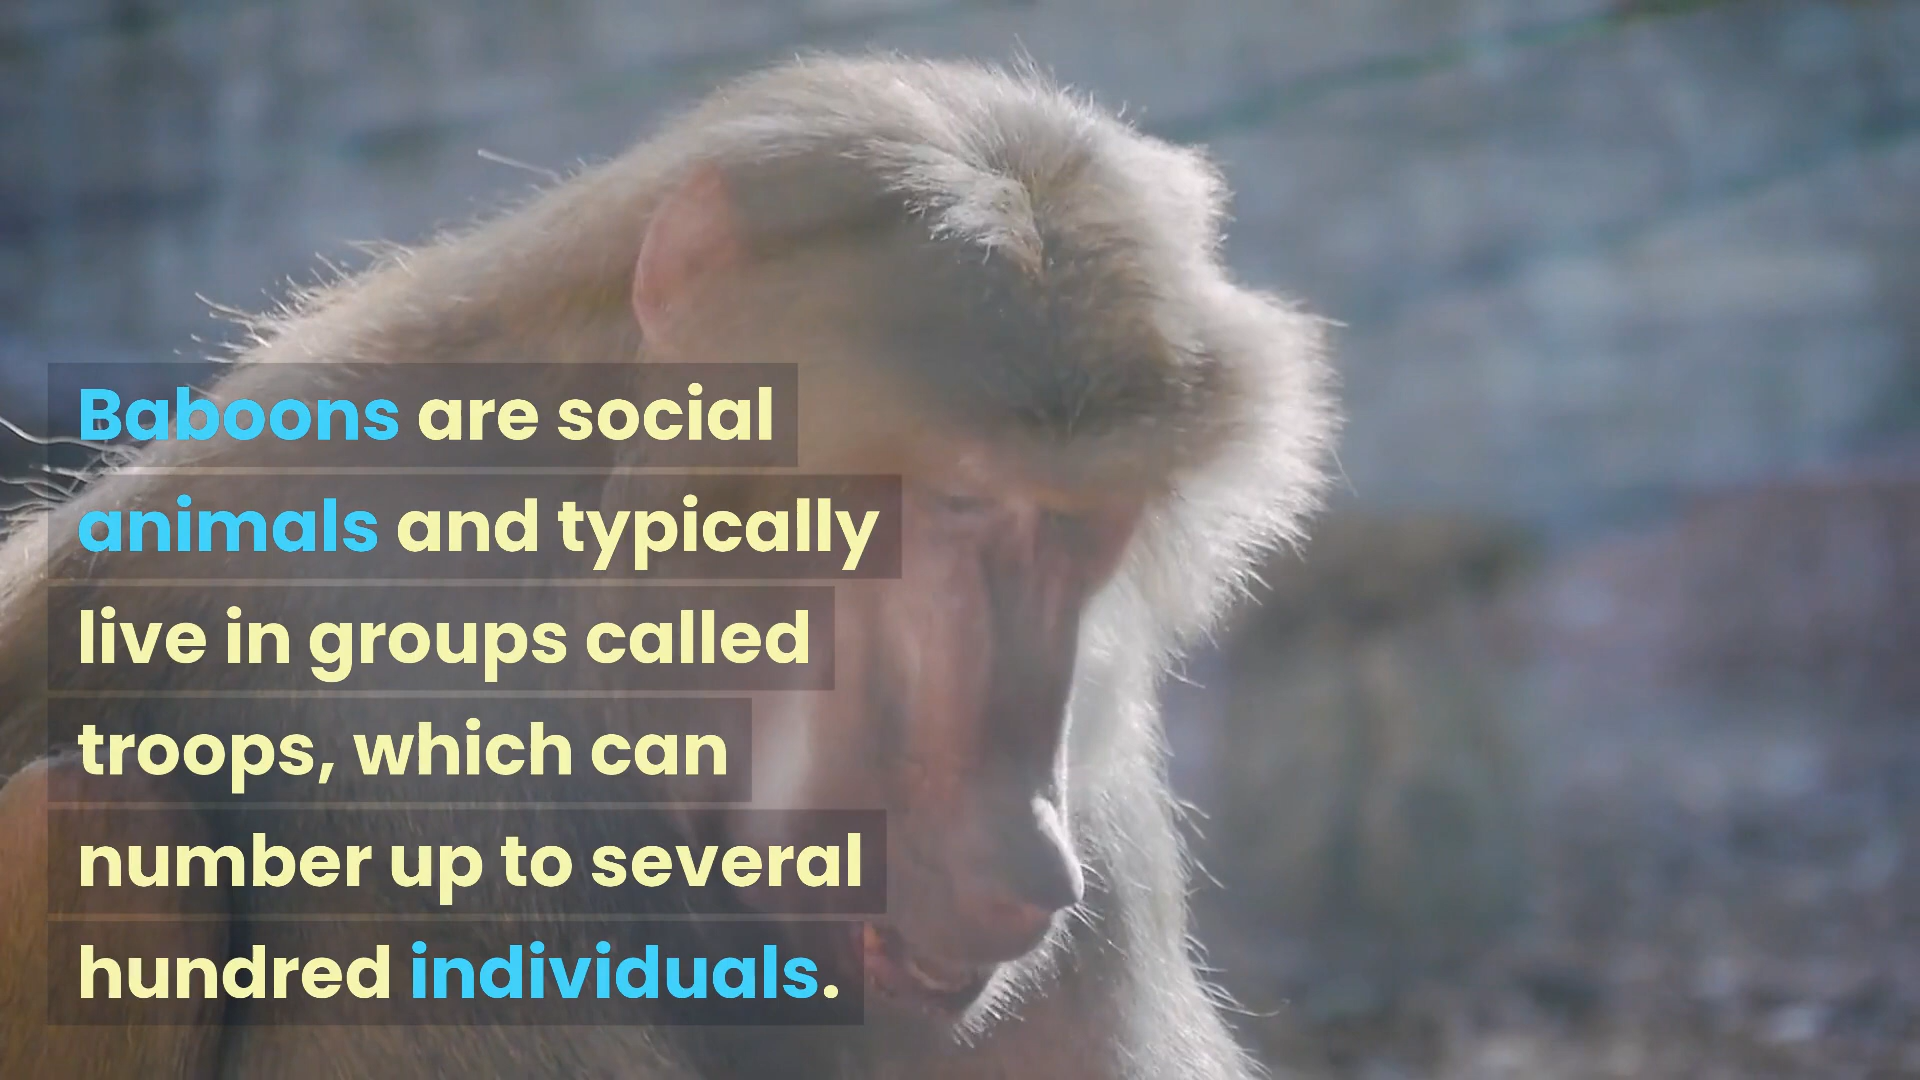 Baboons are social
animals and typically
live in groups called
troops, which can
number up to several
hundred individuals.